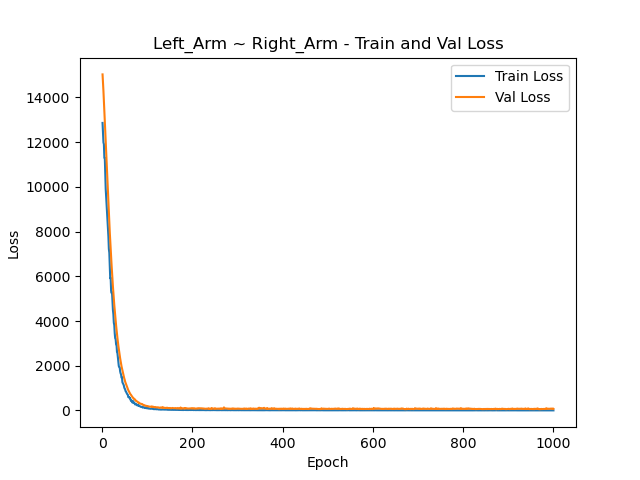 Left_Arm ~ Right_Arm - Train and Val Loss
Train Loss
Val Loss
14000
12000
10000
8000
6000
4000
2000
0
Loss
0 200 400 600 800 1000
Epoch